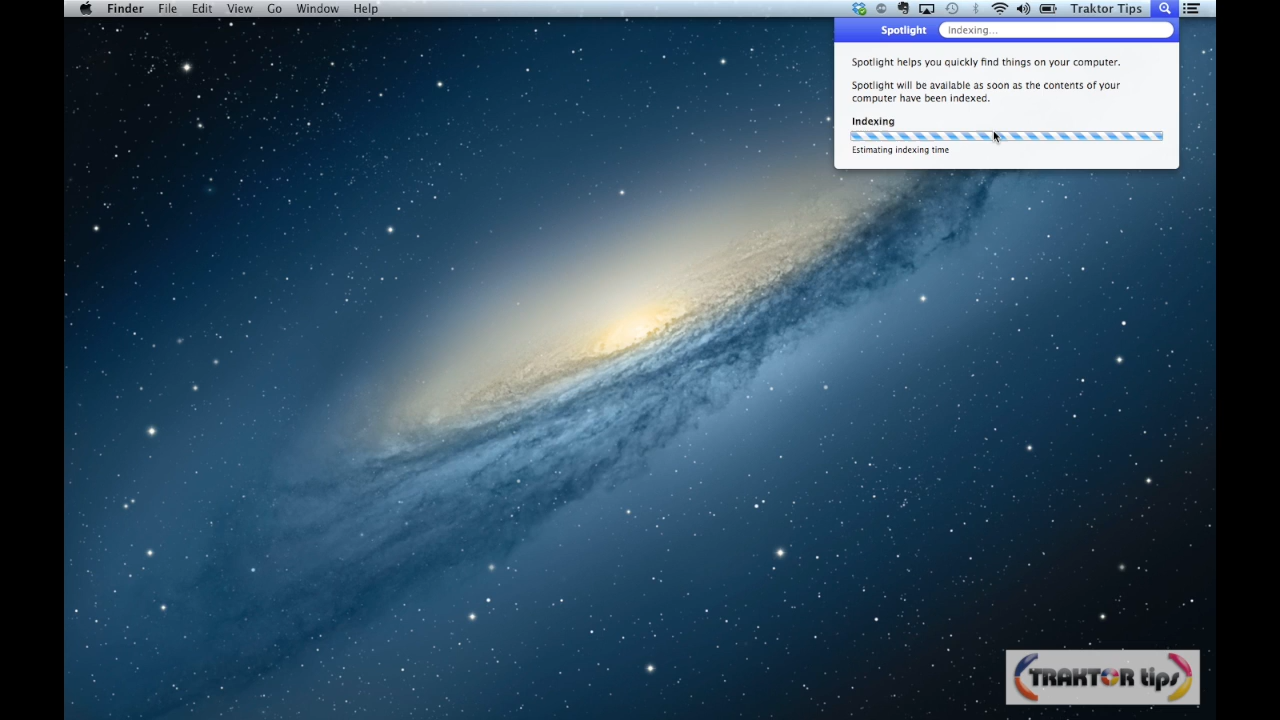 Finder File Edit View Go Window Help Traktor Tips
Spotlight Indexing...
Spotlight helps you quickly find things on your computer.
Spotlight will be available as soon as the contents of your
computer have been indexed.
Indexing
Estimating indexing time
TRAKTOR tips